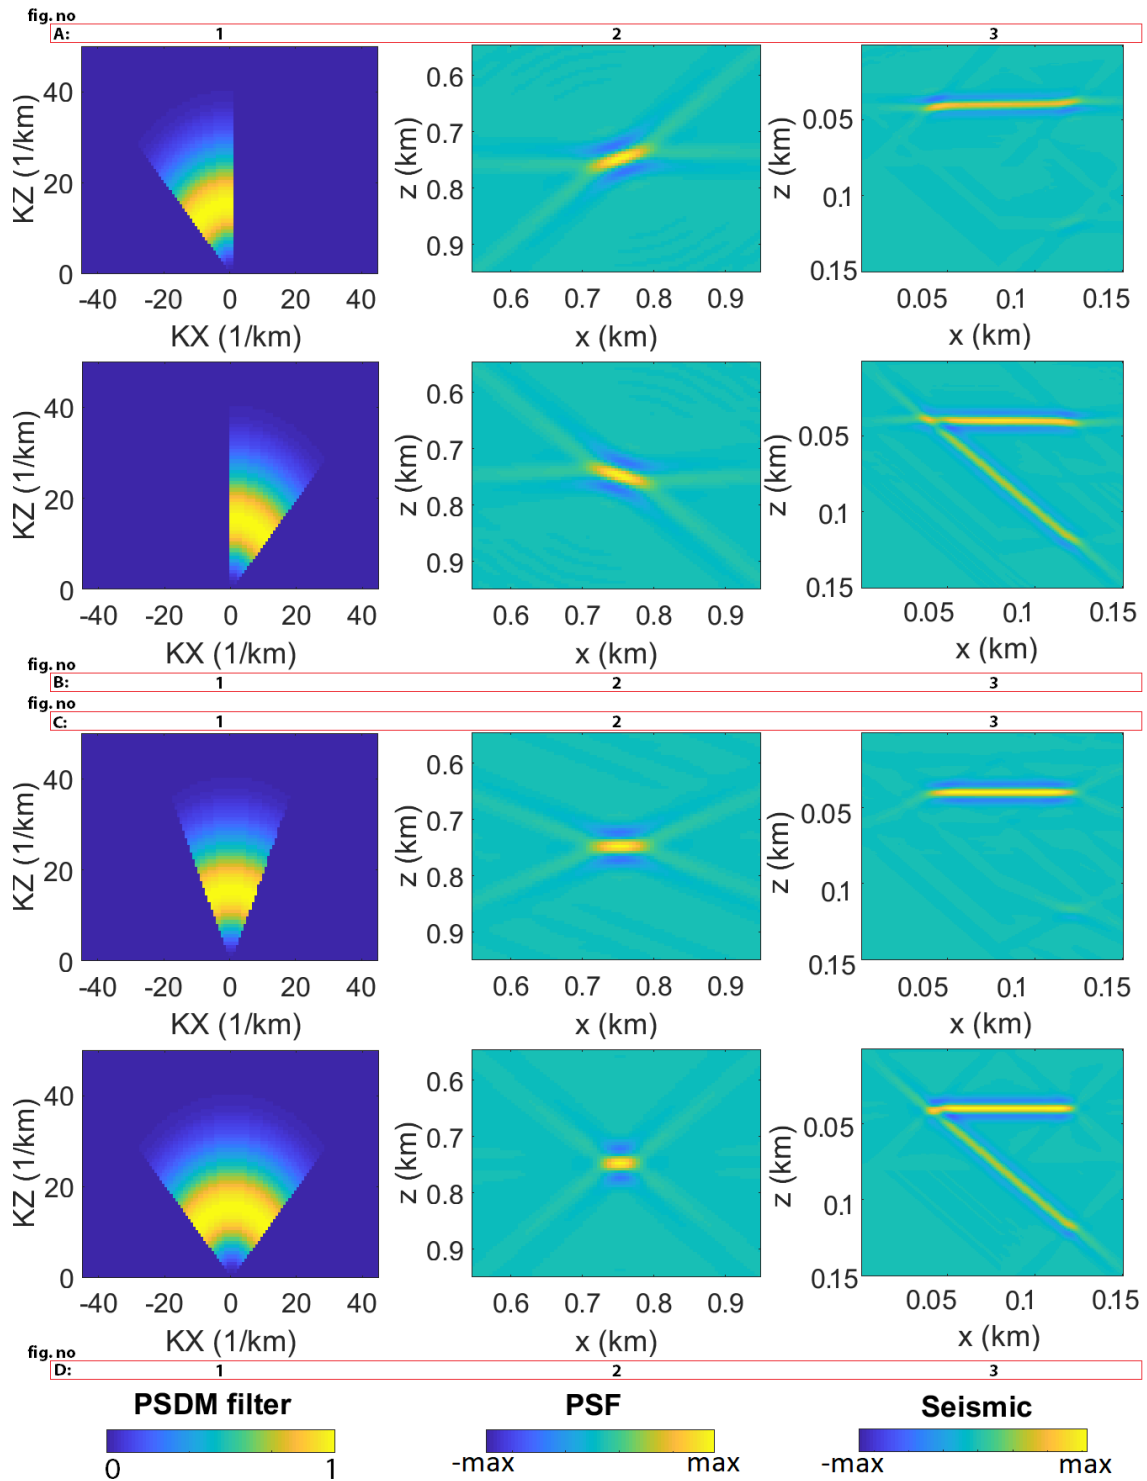 fig. no
A: 1 2 3
KZ (1/km) 40 20 0
-40 -20 0 20 40
KX (1/km)
z (km) 0.6 0.7 0.8 0.9
0.6 0.7 0.8 0.9
x (km)
z (km) 0.05 0.1 0.15
0.05 0.1 0.15
x (km)
KZ (1/km) 40 20 0
-40 -20 0 20 40
KX (1/km)
z (km) 0.6 0.7 0.8 0.9
0.6 0.7 0.8 0.9
x (km)
z (km) 0.05 0.1 0.15
0.05 0.1 0.15
x (km)
fig. no
B: 1 2 3
fig. no
C: 1 2 3
KZ (1/km) 40 20 0
-40 -20 0 20 40
KX (1/km)
z (km) 0.6 0.7 0.8 0.9
0.6 0.7 0.8 0.9
x (km)
z (km) 0.05 0.1 0.15
0.05 0.1 0.15
x (km)
KZ (1/km) 40 20 0
-40 -20 0 20 40
KX (1/km)
z (km) 0.6 0.7 0.8 0.9
0.6 0.7 0.8 0.9
x (km)
z (km) 0.05 0.1 0.15
0.05 0.1 0.15
x (km)
fig. no
D: 1 2 3
PSDM filter PSF Seismic
0 1 -max max -max max